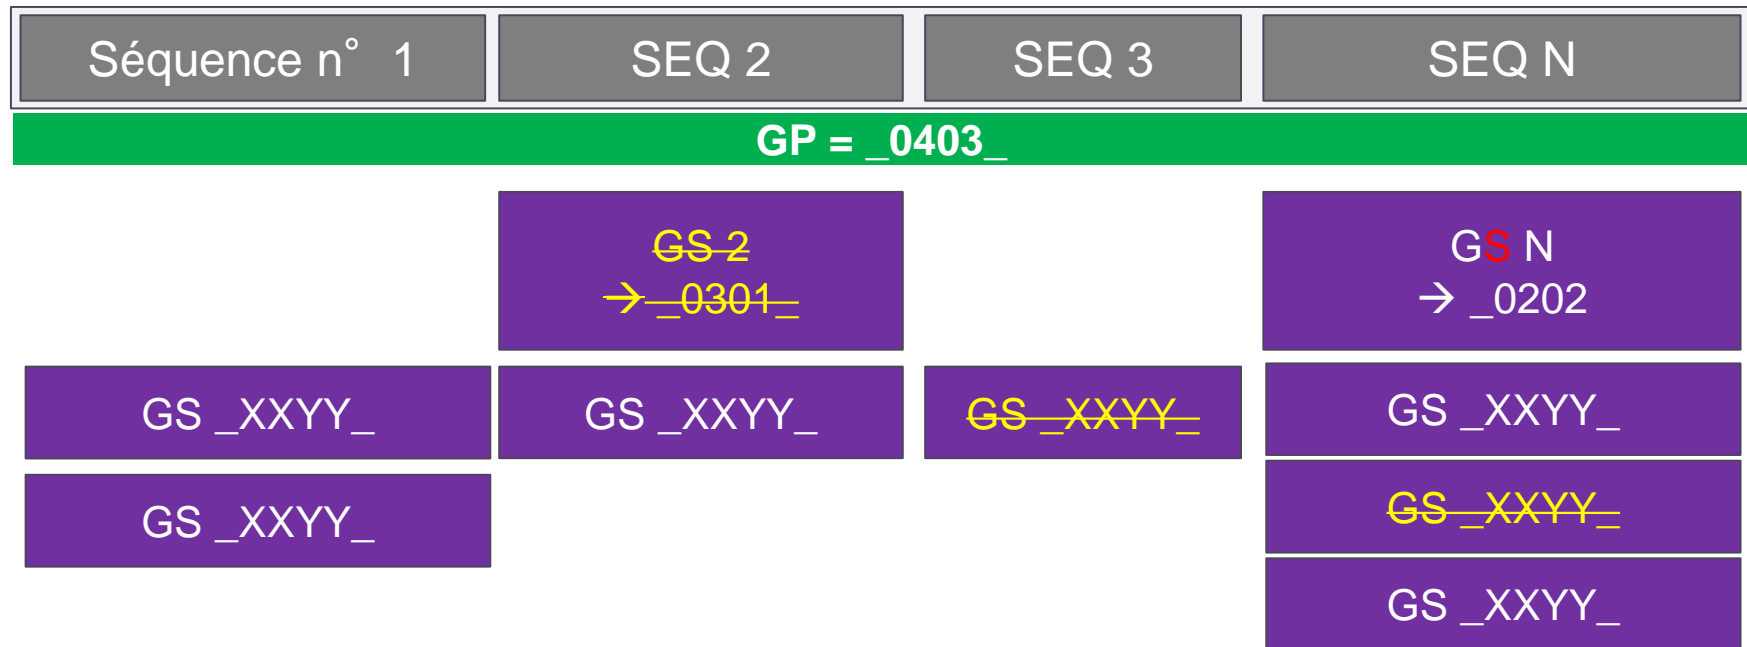 Séquence n° 1
SEQ 2
SEQ 3
SEQ N
GP = _0403_
GS 2
→ _0301_
GS N
→ _0202
GS _XXYY_
GS _XXYY_
GS _XXYY_
GS _XXYY_
GS _XXYY_
GS _XXYY_
GS _XXYY_